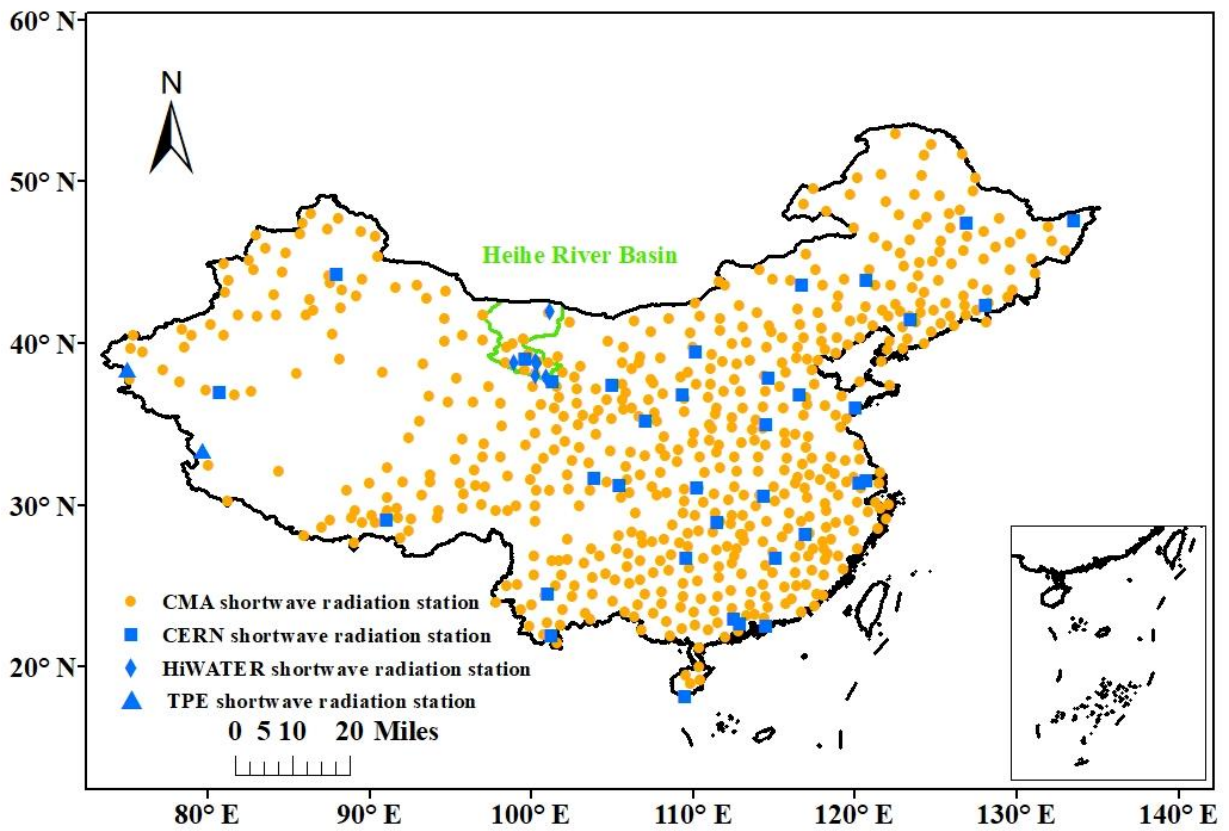 60° N
N
50° N
Heihe River Basin
40° N
30° N
CMA shortwave radiation station
CERN shortwave radiation station
HiWATER shortwave radiation station
20° N
TPE shortwave radiation station
0 5 10 20 Miles
80° E 90° E 100° E 110° E 120° E 130° E 140° E